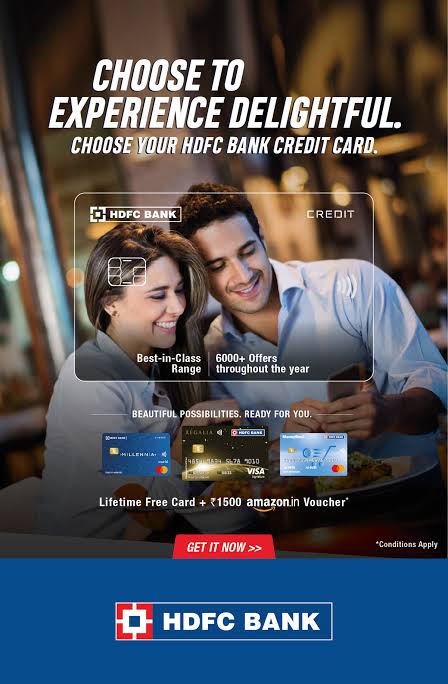 CHOOSE TO
EXPERIENCE DELIGHTFUL.
CHOOSE YOUR HDFC BANK CREDIT CARD.
HDFC BANK
CREDIT
Best-in-Class
Range
6000+ Offers
throughout the year
BEAUTIFUL POSSIBILITIES. READY FOR YOU.
MILLENNIA
REGALIA
HDFC BANK
VISA
Signature
MoneyBack
Lifetime Free Card + ₹1500 amazon.in Voucher*
*Conditions Apply
GET IT NOW >>
HDFC BANK